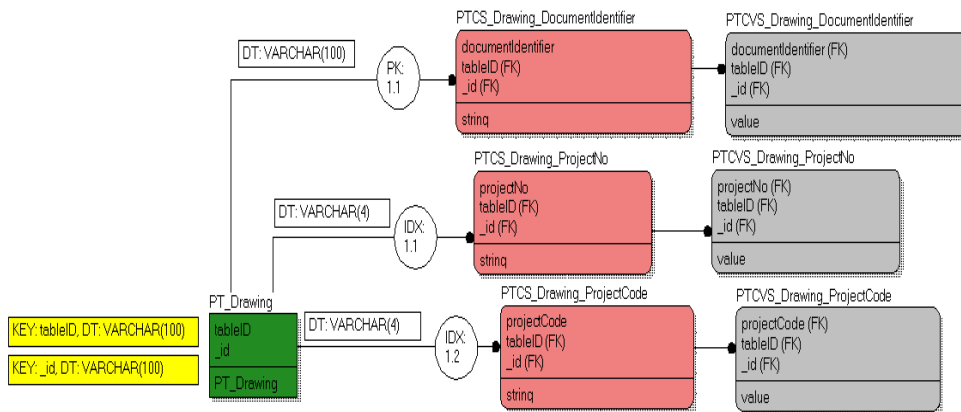 PTCS_Drawing_DocumentIdentifier
PTCVS_Drawing_DocumentIdentifier
DT: VARCHAR(100)
PK:
1.1
documentIdentifier
tableID (FK)
_id (FK)
string
documentIdentifier (FK)
tableID (FK)
_id (FK)
value
PTCS_Drawing_ProjectNo
PTCVS_Drawing_ProjectNo
DT: VARCHAR(4)
IDX:
1.1
projectNo
tableID (FK)
_id (FK)
string
projectNo (FK)
tableID (FK)
_id (FK)
value
PTCS_Drawing_ProjectCode
PTCVS_Drawing_ProjectCode
PT_Drawing
KEY: tableID, DT: VARCHAR(100)
KEY: _id, DT: VARCHAR(100)
tableID
_id
PT_Drawing
DT: VARCHAR(4)
IDX:
1.2
projectCode
tableID (FK)
_id (FK)
string
projectCode (FK)
tableID (FK)
_id (FK)
value